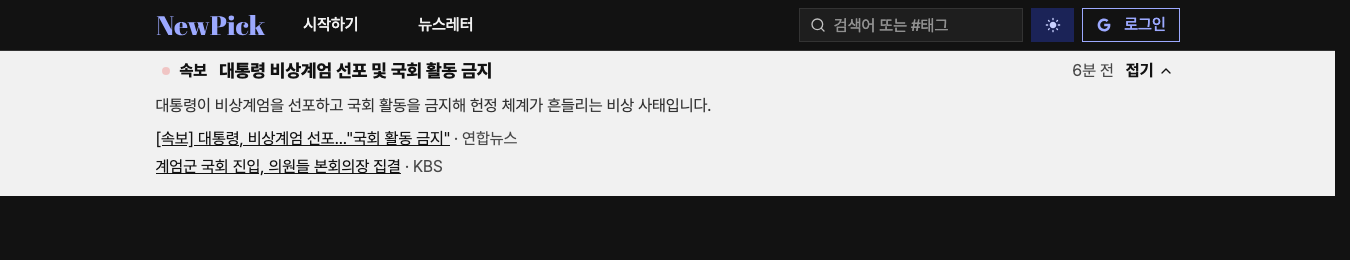 NewPick 시작하기 뉴스레터 검색어 또는 #태그 G 로그인
속보 대통령 비상계엄 선포 및 국회 활동 금지 6분 전 접기
대통령이 비상계엄을 선포하고 국회 활동을 금지해 헌정 체계가 흔들리는 비상 사태입니다.
[속보] 대통령, 비상계엄 선포..."국회 활동 금지" · 연합뉴스
계엄군 국회 진입, 의원들 본회의장 집결 · KBS